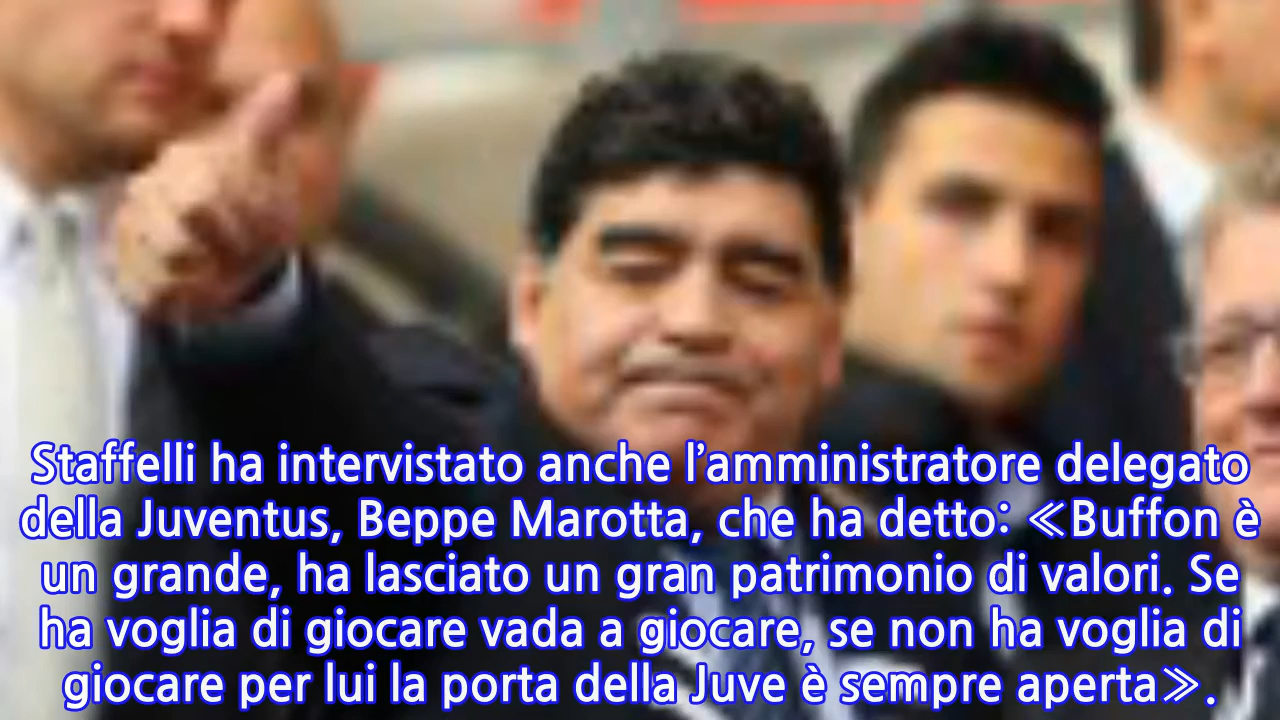 Staffelli ha intervistato anche l’amministratore delegato
della Juventus, Beppe Marotta, che ha detto: ≪Buffon è
un grande, ha lasciato un gran patrimonio di valori. Se
ha voglia di giocare vada a giocare, se non ha voglia di
giocare per lui la porta della Juve è sempre aperta≫.